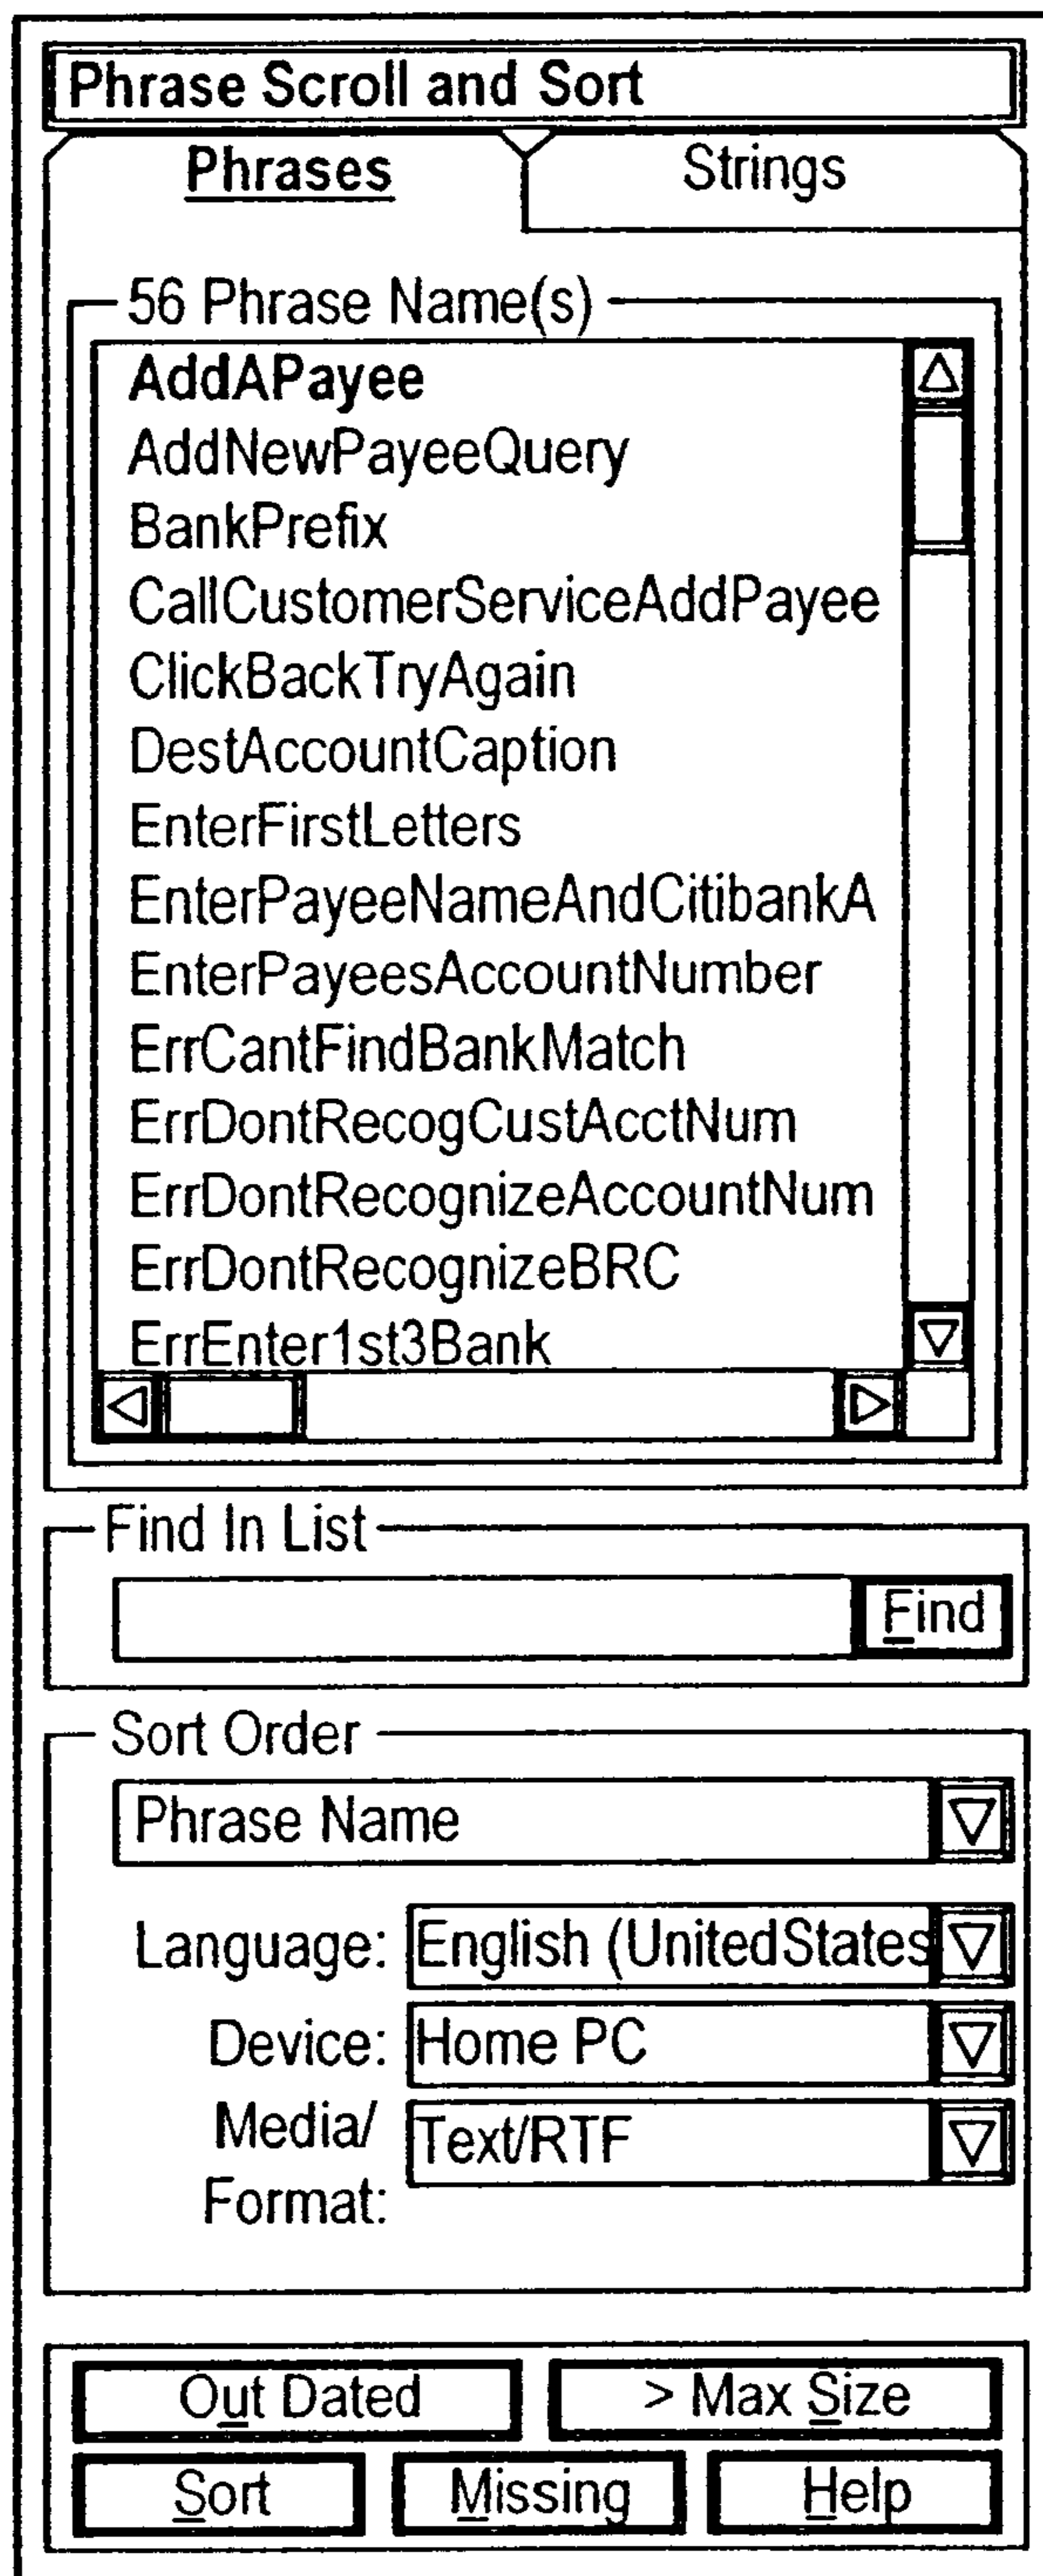 Phrase Scroll and Sort
Phrases Strings
56 Phrase Name(s)
AddAPayee
AddNewPayeeQuery
BankPrefix
CallCustomerServiceAddPayee
ClickBackTryAgain
DestAccountCaption
EnterFirstLetters
EnterPayeeNameAndCitibankA
EnterPayeesAccountNumber
ErrCantFindBankMatch
ErrDontRecogCustAcctNum
ErrDontRecognizeAccountNum
ErrDontRecognizeBRC
ErrEnter1st3Bank
Find In List
Find
Sort Order
Phrase Name
Language: English (UnitedStates
Device: Home PC
Media/ Text/RTF
Format:
Out Dated > Max Size
Sort Missing Help